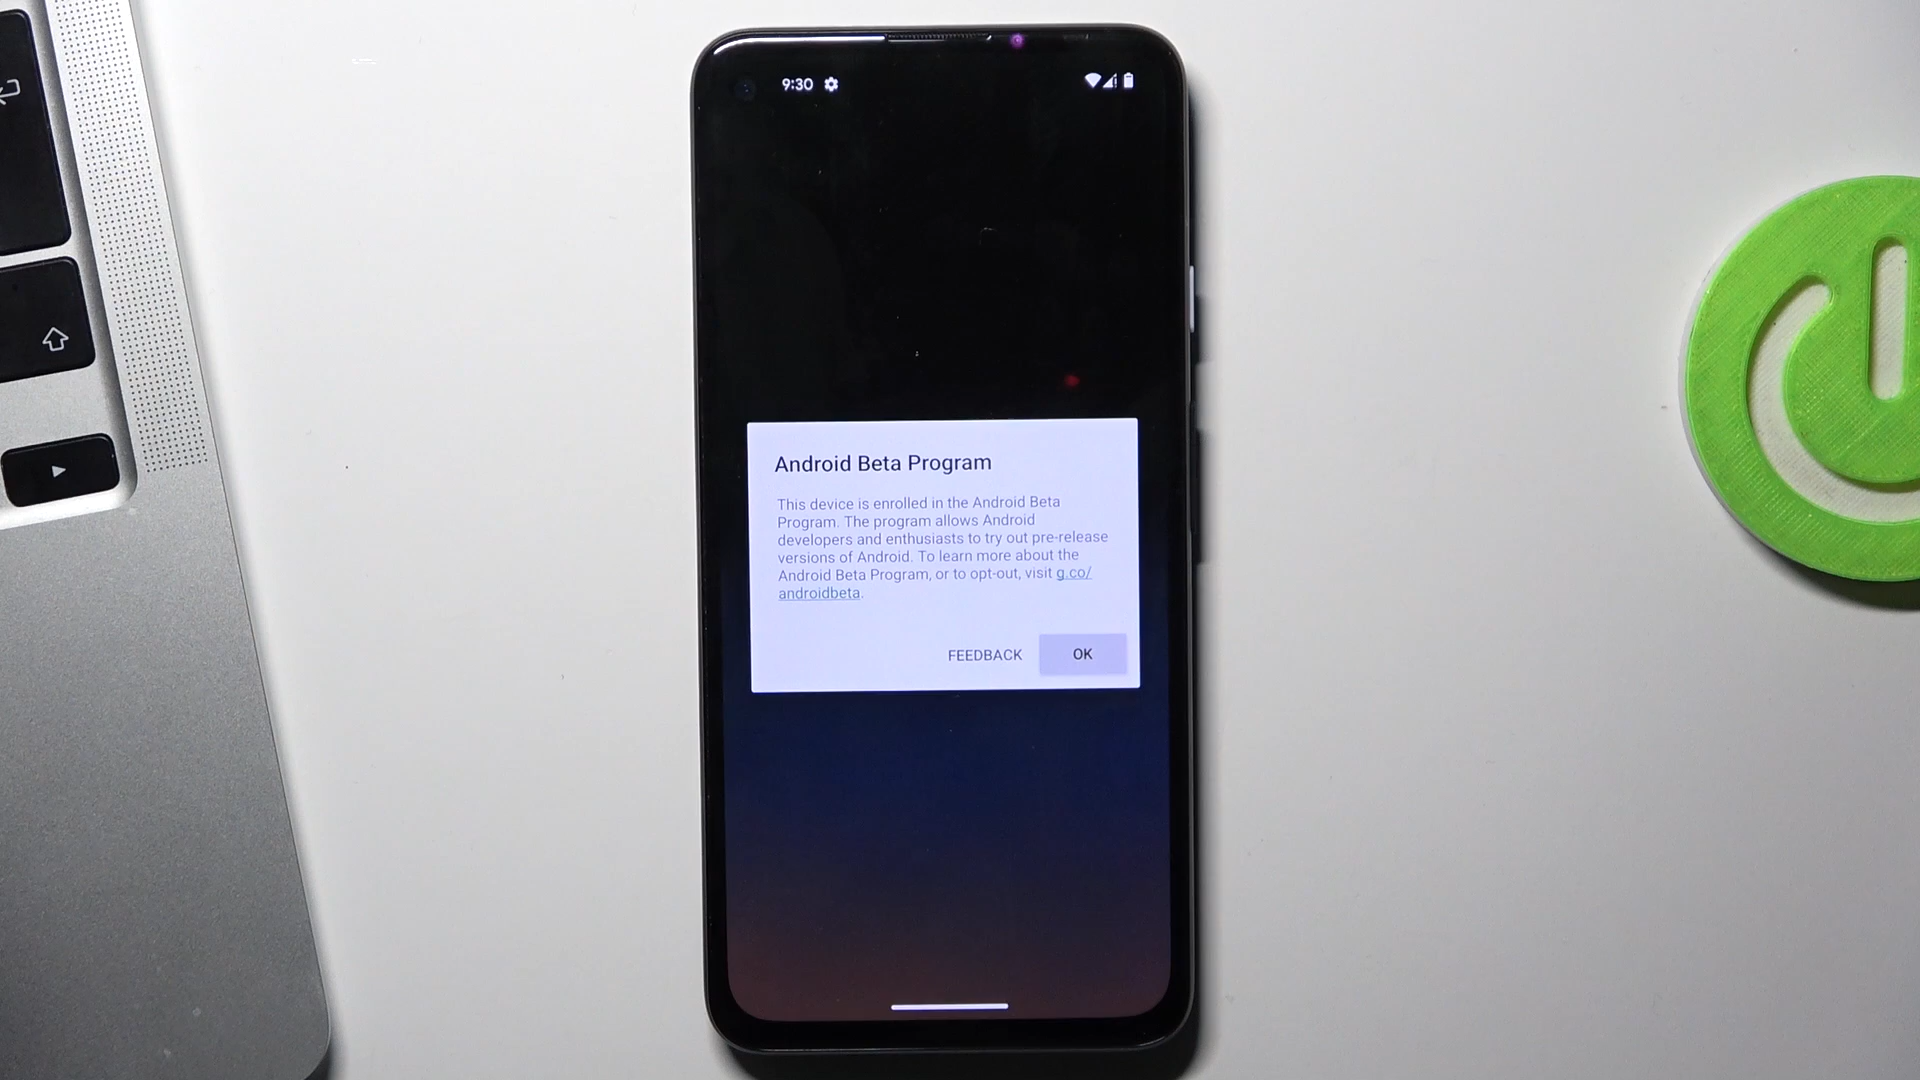 9:30
Android Beta Program
This device is enrolled in the Android Beta
Program. The program allows Android
developers and enthusiasts to try out pre-release
versions of Android. To learn more about the
Android Beta Program, or to opt-out, visit g.co/
androidbeta.
FEEDBACK OK